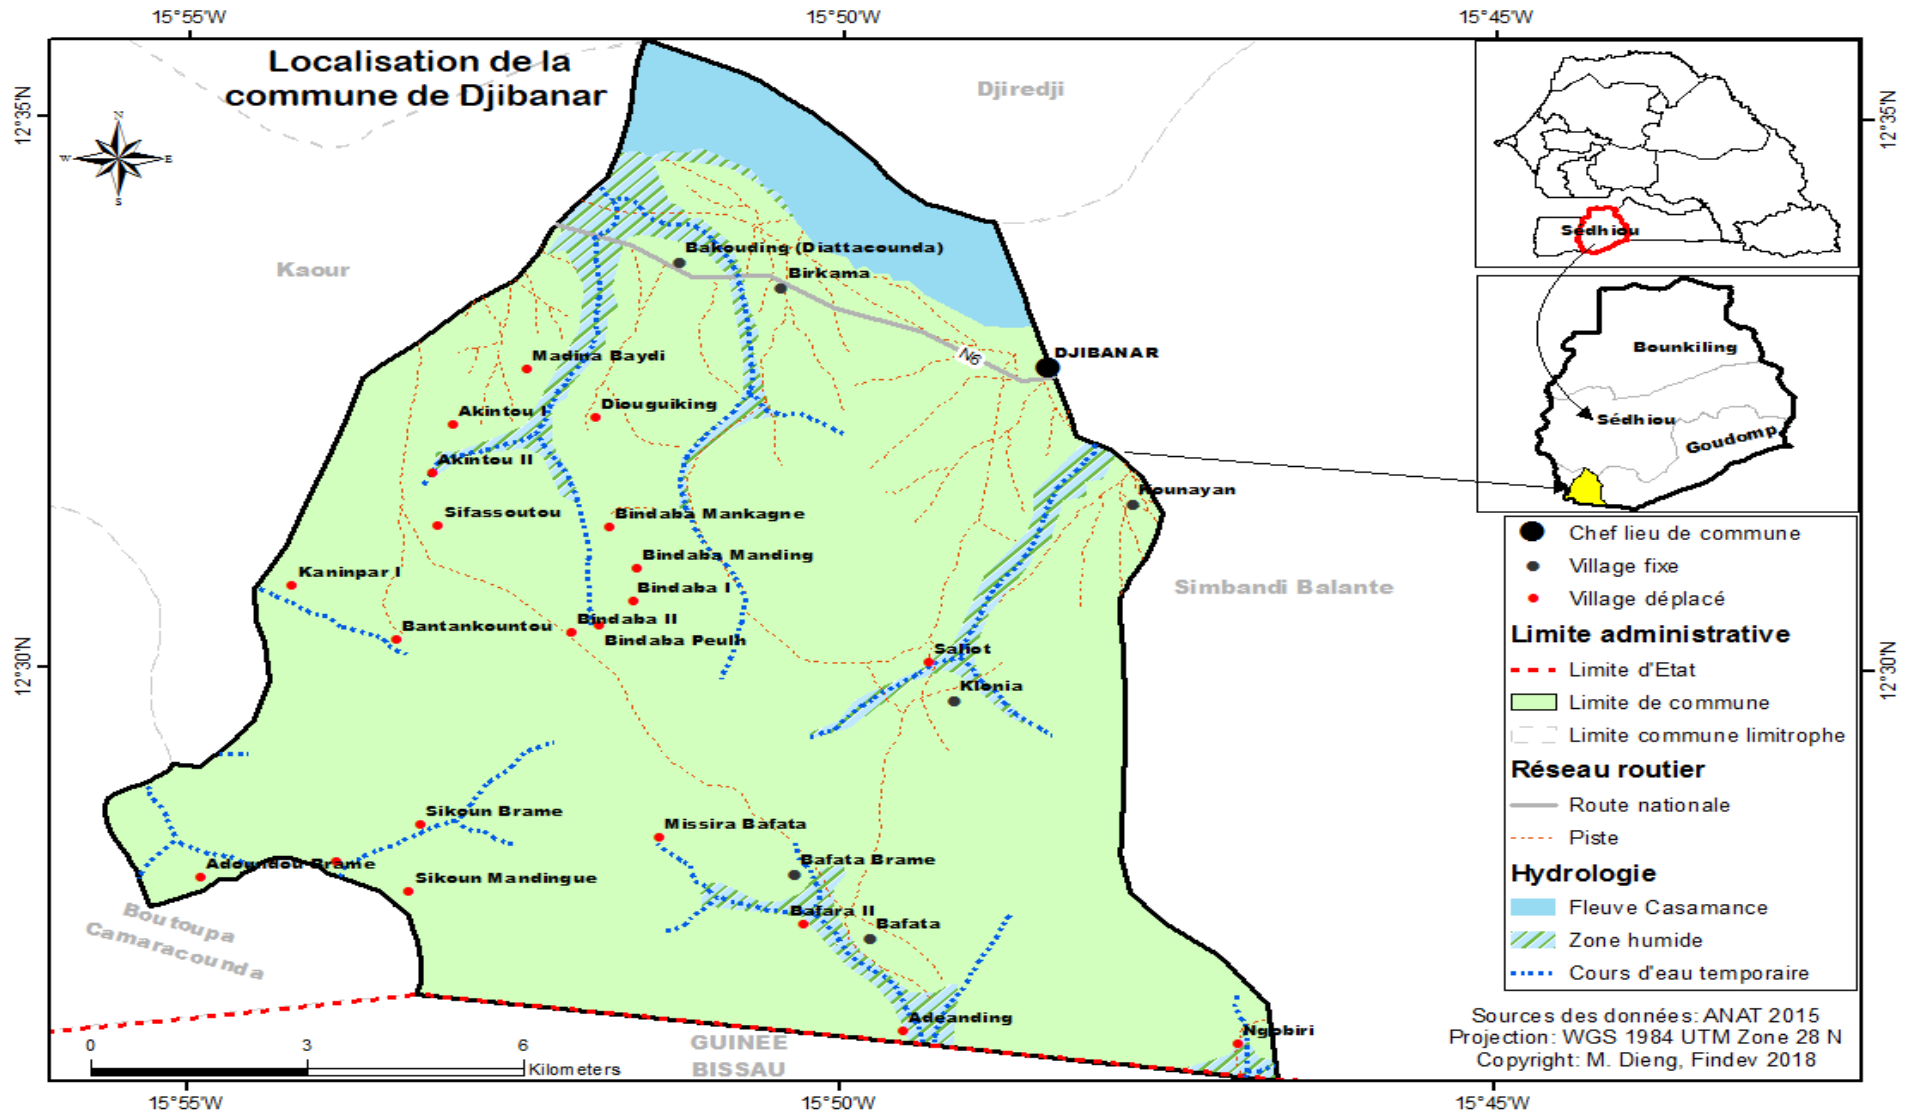 15°55'W
15°50'W
15°45'W
Localisation de la
commune de Djibanar
Djiredji
12°35'N
12°35'N
N
W
E
S
Kaour
Sédhiou
Bakouding (Diattacounda)
Birkama
N6
DJIBANAR
Madina Baydi
Akintou I
Diouguiking
Akintou II
Bounkiling
Sédhiou
Goudomp
Kounayan
Sifassoutou
Bindaba Mankagne
Bindaba Manding
Kaninpar I
Bindaba I
Simbandi Balante
Bantankountou
Bindaba II
Bindaba Peulh
Saliot
Klonia
12°30'N
12°30'N
Chef lieu de commune
Village fixe
Village déplacé
Limite administrative
Limite d'Etat
Limite de commune
Limite commune limitrophe
Réseau routier
Route nationale
Piste
Hydrologie
Fleuve Casamance
Zone humide
Cours d'eau temporaire
Sikoun Brame
Missira Bafata
Adoundou Brame
Bafata Brame
Sikoun Mandingue
Bafara II
Bafata
Boutoupa
Camaracounda
Adeanding
Ngobiri
GUINEE
BISSAU
0
3
6
Kilometers
Sources des données: ANAT 2015
Projection: WGS 1984 UTM Zone 28 N
Copyright: M. Dieng, Findev 2018
15°55'W
15°50'W
15°45'W